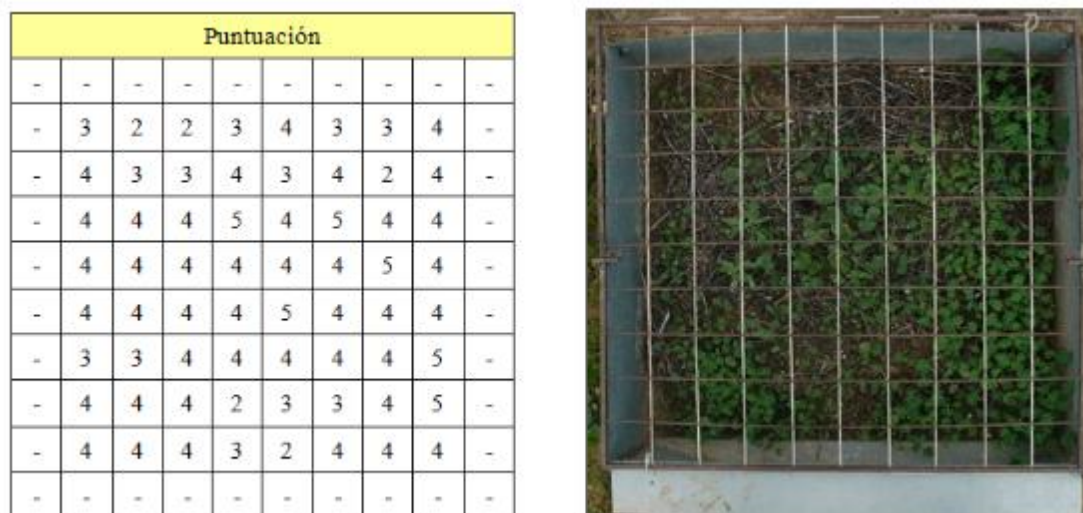 Puntuación
- - - - - - - - - -
- 3 2 2 3 4 3 3 4 -
- 4 3 3 4 3 4 2 4 -
- 4 4 4 5 4 5 4 4 -
- 4 4 4 4 4 4 5 4 -
- 4 4 4 4 5 4 4 4 -
- 3 3 4 4 4 4 4 5 -
- 4 4 4 2 3 3 4 5 -
- 4 4 4 3 2 4 4 4 -
- - - - - - - - - -